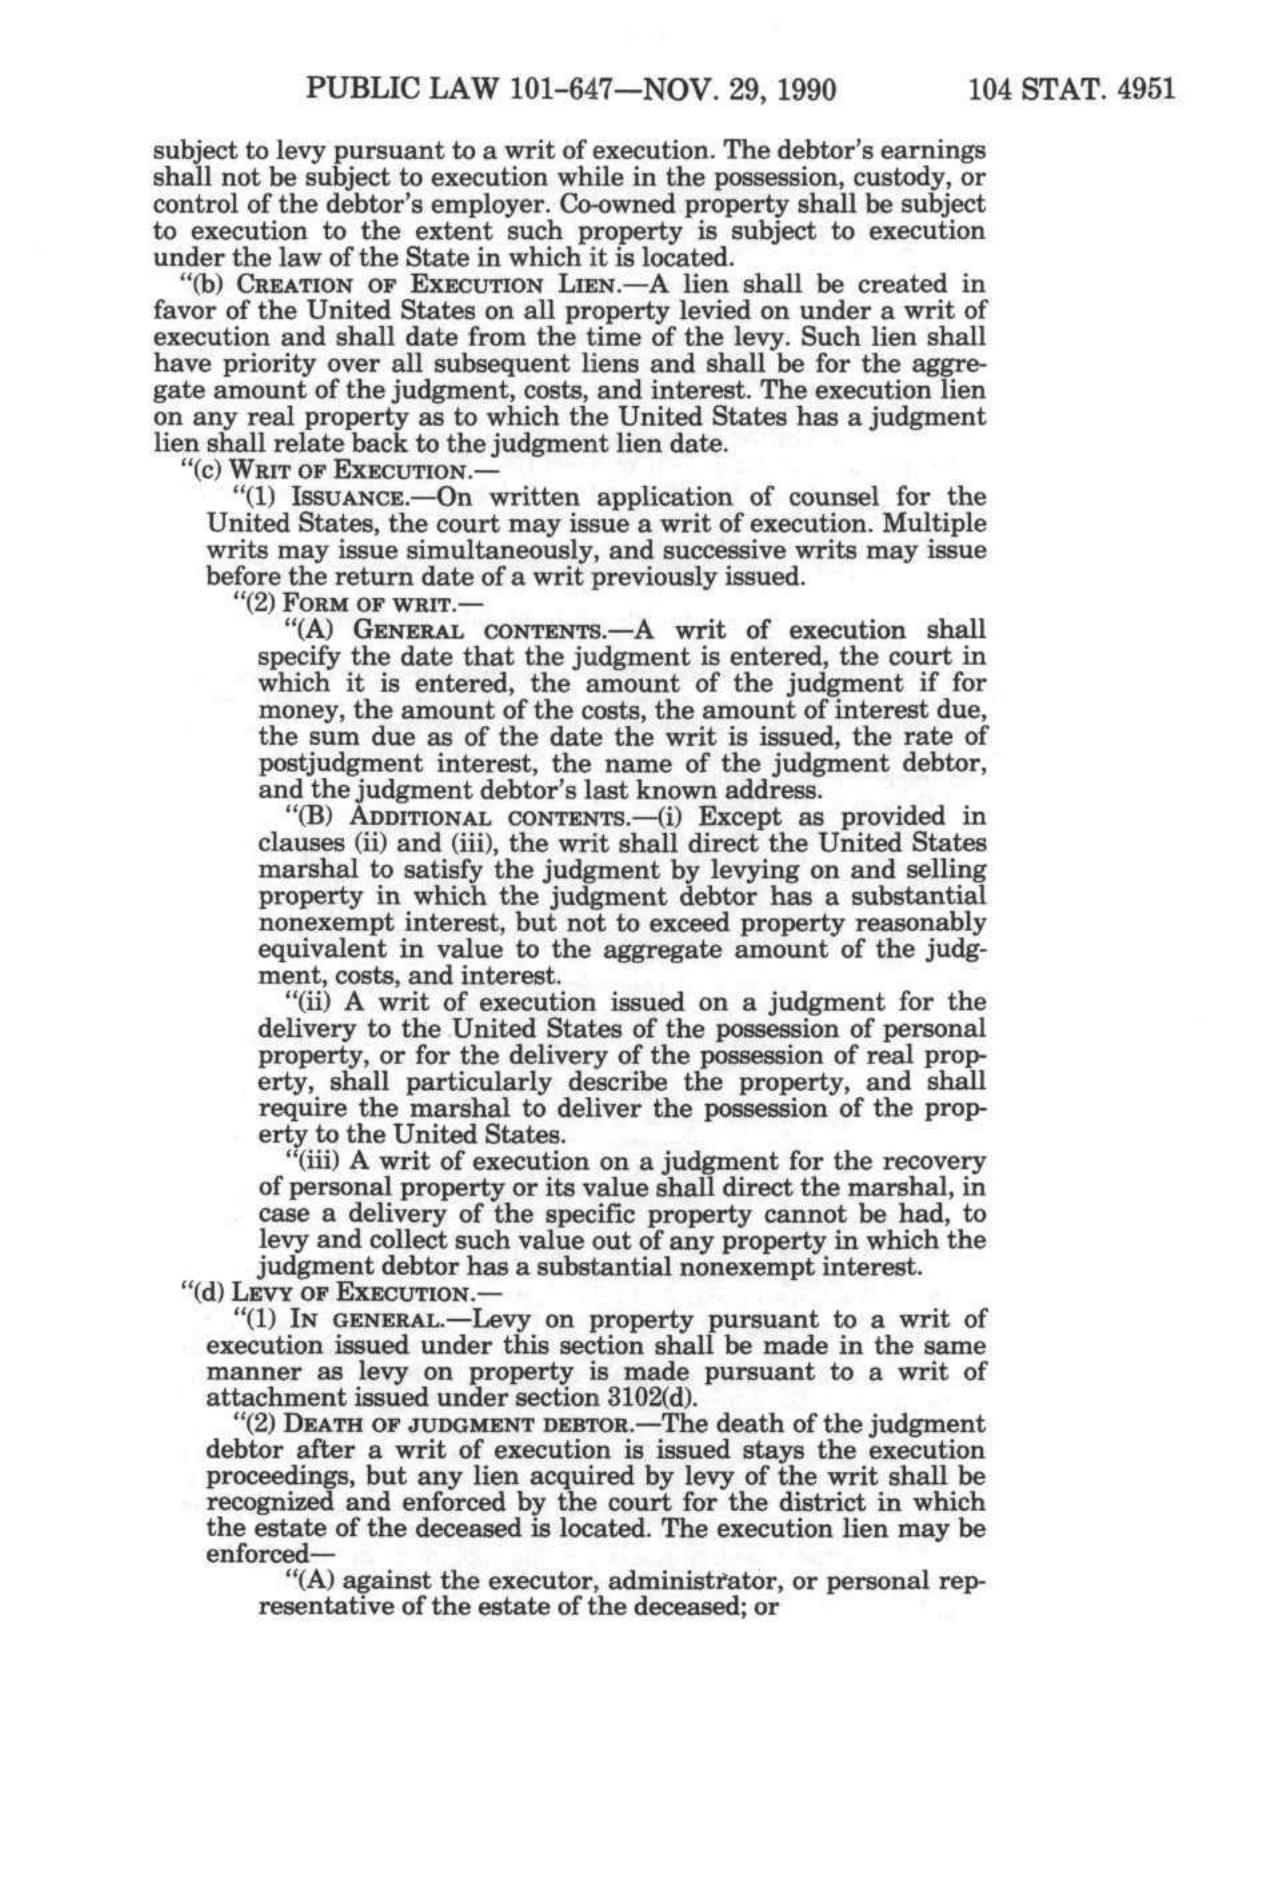 PUBLIC LAW 101–647—NOV. 29, 1990 104 STAT. 4951
subject to levy pursuant to a writ of execution. The debtor's earnings
shall not be subject to execution while in the possession, custody, or
control of the debtor's employer. Co-owned property shall be subject
to execution to the extent such property is subject to execution
under the law of the State in which it is located.
“(b) CREATION OF EXECUTION LIEN.—A lien shall be created in
favor of the United States on all property levied on under a writ of
execution and shall date from the time of the levy. Such lien shall
have priority over all subsequent liens and shall be for the aggre-
gate amount of the judgment, costs, and interest. The execution lien
on any real property as to which the United States has a judgment
lien shall relate back to the judgment lien date.
“(c) WRIT OF EXECUTION.—
“(1) ISSUANCE.—On written application of counsel for the
United States, the court may issue a writ of execution. Multiple
writs may issue simultaneously, and successive writs may issue
before the return date of a writ previously issued.
“(2) FORM OF WRIT.—
“(A) GENERAL CONTENTS.—A writ of execution shall
specify the date that the judgment is entered, the court in
which it is entered, the amount of the judgment if for
money, the amount of the costs, the amount of interest due,
the sum due as of the date the writ is issued, the rate of
postjudgment interest, the name of the judgment debtor,
and the judgment debtor's last known address.
“(B) ADDITIONAL CONTENTS.—(i) Except as provided in
clauses (ii) and (iii), the writ shall direct the United States
marshal to satisfy the judgment by levying on and selling
property in which the judgment debtor has a substantial
nonexempt interest, but not to exceed property reasonably
equivalent in value to the aggregate amount of the judg-
ment, costs, and interest.
“(ii) A writ of execution issued on a judgment for the
delivery to the United States of the possession of personal
property, or for the delivery of the possession of real prop-
erty, shall particularly describe the property, and shall
require the marshal to deliver the possession of the prop-
erty to the United States.
“(iii) A writ of execution on a judgment for the recovery
of personal property or its value shall direct the marshal, in
case a delivery of the specific property cannot be had, to
levy and collect such value out of any property in which the
judgment debtor has a substantial nonexempt interest.
“(d) LEVY OF EXECUTION.—
“(1) IN GENERAL.—Levy on property pursuant to a writ of
execution issued under this section shall be made in the same
manner as levy on property is made pursuant to a writ of
attachment issued under section 3102(d).
“(2) DEATH OF JUDGMENT DEBTOR.—The death of the judgment
debtor after a writ of execution is issued stays the execution
proceedings, but any lien acquired by levy of the writ shall be
recognized and enforced by the court for the district in which
the estate of the deceased is located. The execution lien may be
enforced—
“(A) against the executor, administrator, or personal rep-
resentative of the estate of the deceased; or